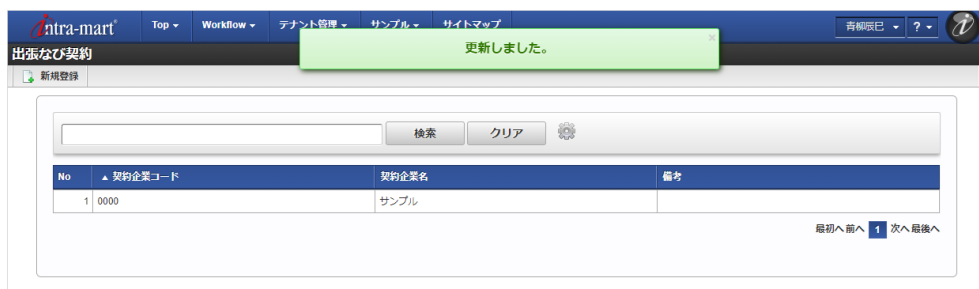 intra-mart Top Workflow テナント管理 サンプル サイトマップ 青柳辰巳 ?
更新しました。
出張なび契約
新規登録
検索 クリア
No ▲ 契約企業コード 契約企業名 備考
1 0000 サンプル
最初へ 前へ 1 次へ 最後へ